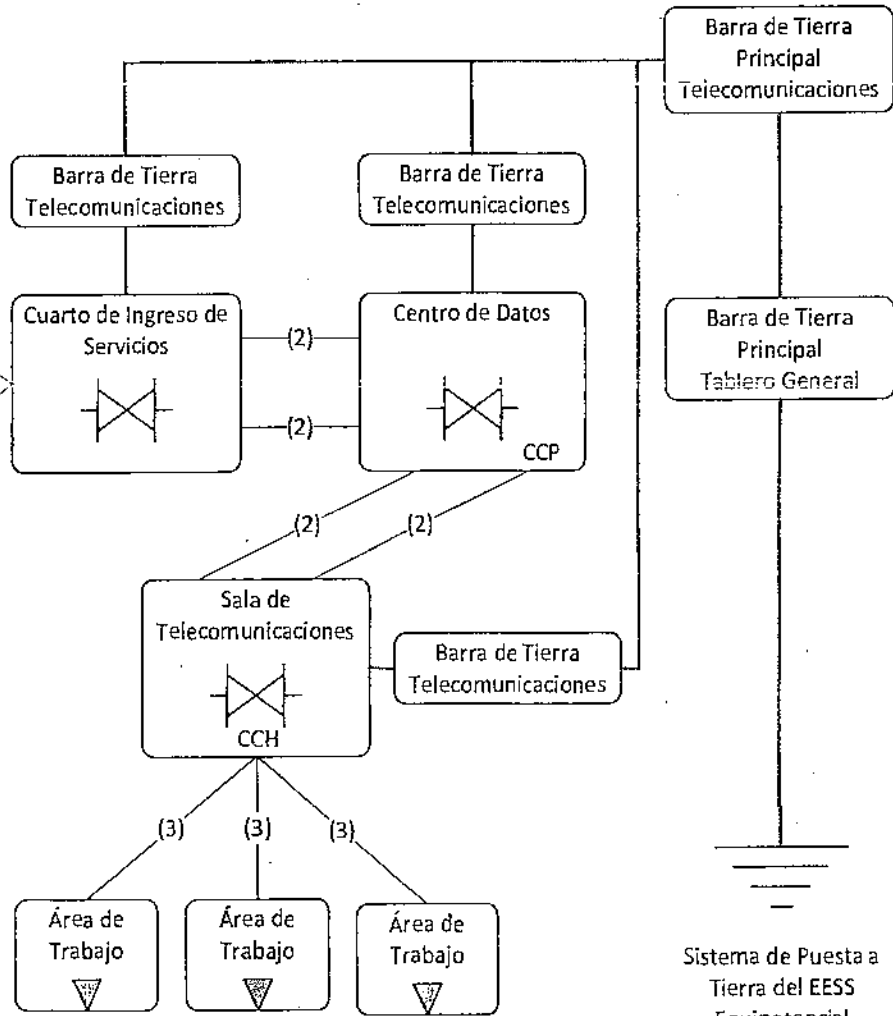 Barra de Tierra
Principal
Telecomunicaciones
Barra de Tierra
Telecomunicaciones
Barra de Tierra
Telecomunicaciones
Cuarto de Ingreso de
Servicios
(2)
(2)
Centro de Datos
CCP
Barra de Tierra
Principal
Tablero General
(2)
(2)
Sala de
Telecomunicaciones
CCH
Barra de Tierra
Telecomunicaciones
(3)
(3)
(3)
Área de
Trabajo
Área de
Trabajo
Área de
Trabajo
Sistema de Puesta a
Tierra del EESS
Equipotencial